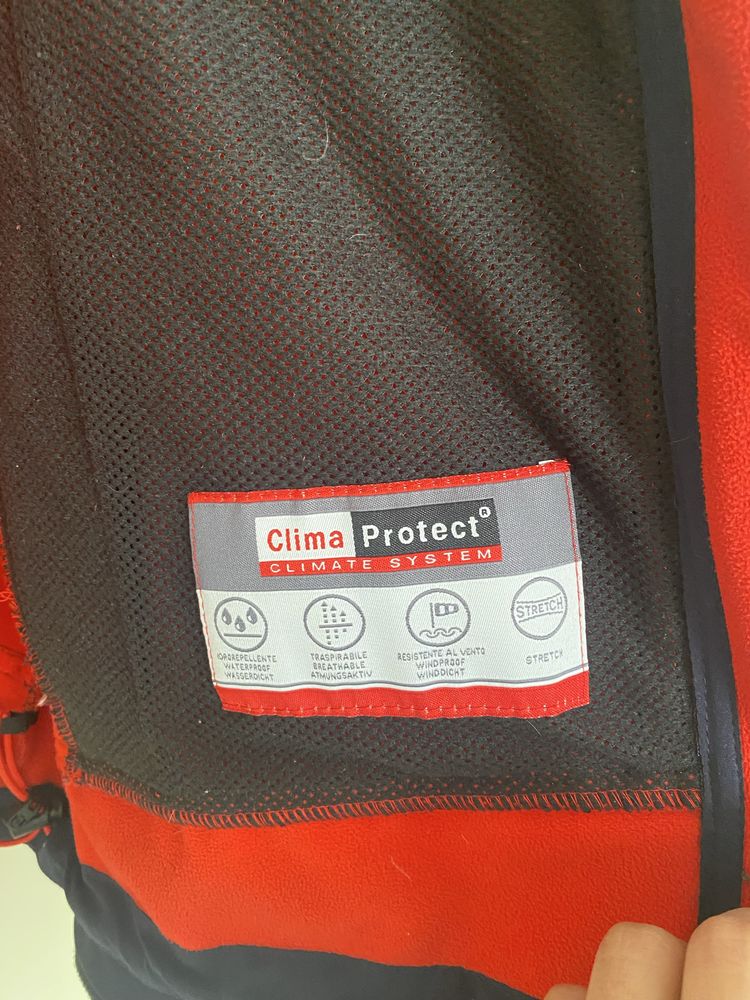 Clima Protect®
CLIMATE SYSTEM
STRETCH
IDROREPELLENTE
WATERPROOF
WASSERDICHT
TRASPIRABILE
BREATHABLE
ATMUNGSAKTIV
RESISTENTE AL VENTO
WINDPROOF
WINDDICHT
STRETCH